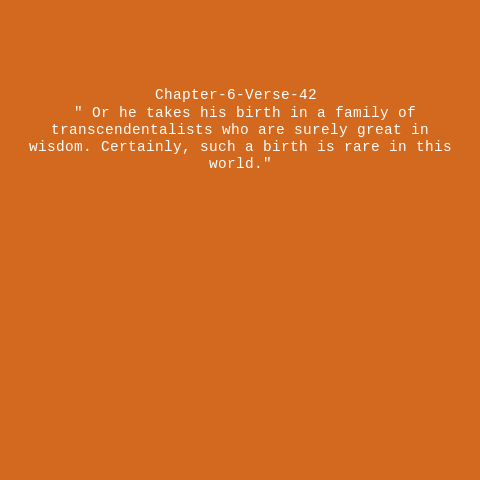 Chapter-6-Verse-42
" Or he takes his birth in a family of
transcendentalists who are surely great in
wisdom. Certainly, such a birth is rare in this
world."